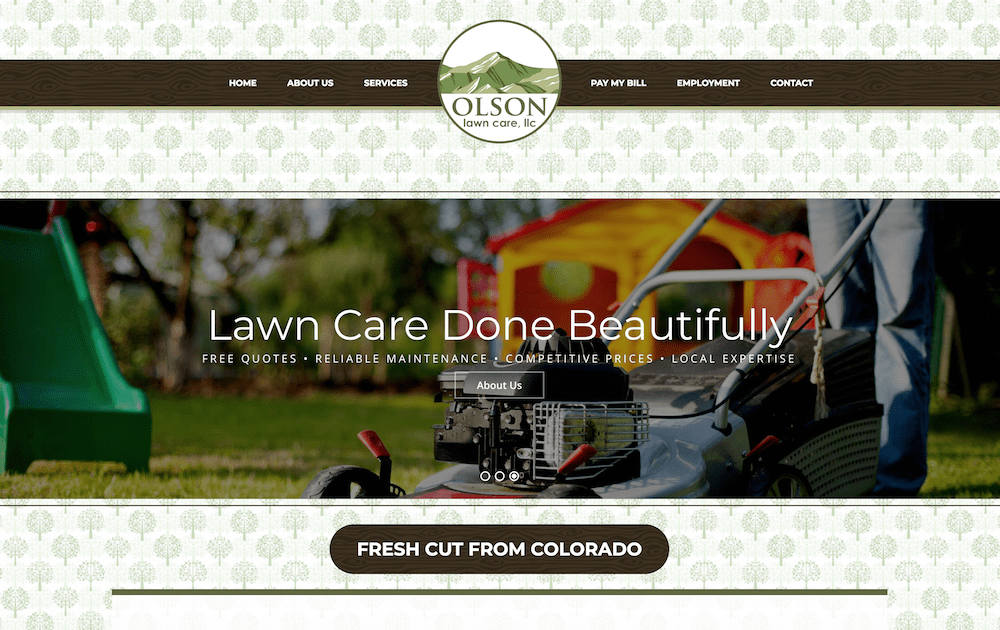 HOME ABOUT US SERVICES PAY MY BILL EMPLOYMENT CONTACT
OLSON
lawn care, llc
Lawn Care Done Beautifully
FREE QUOTES • RELIABLE MAINTENANCE • COMPETITIVE PRICES • LOCAL EXPERTISE
About Us
FRESH CUT FROM COLORADO